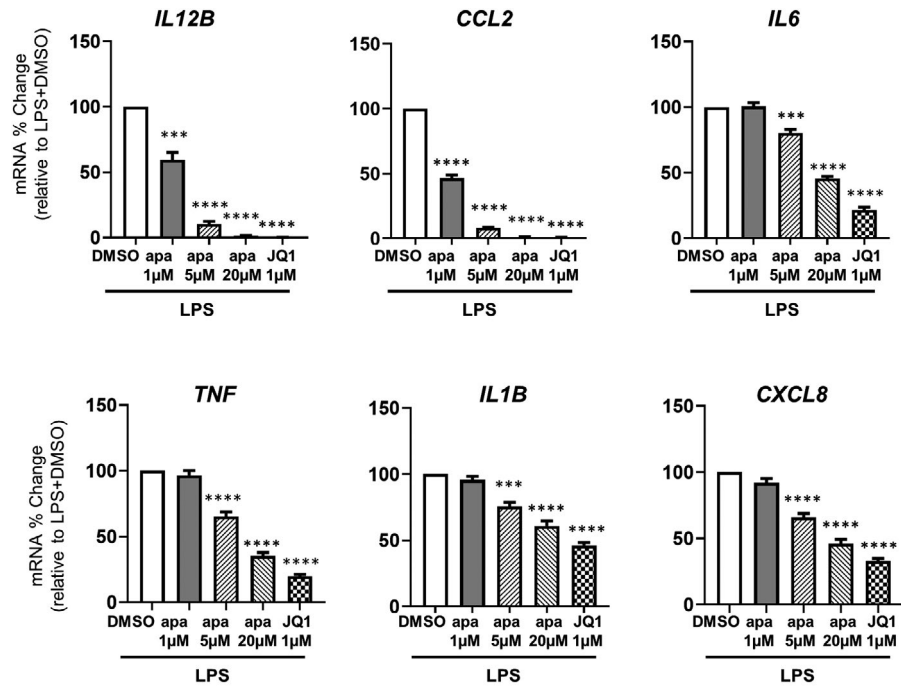 IL12B
CCL2
IL6
mRNA % Change
(relative to LPS+DMSO)
150
100
50
0
***
****
****
****
DMSO apa apa apa JQ1
1µM 5µM 20µM 1µM
LPS
150
100
50
0
****
****
****
****
DMSO apa apa apa JQ1
1µM 5µM 20µM 1µM
LPS
150
100
50
0
***
****
****
DMSO apa apa apa JQ1
1µM 5µM 20µM 1µM
LPS
TNF
IL1B
CXCL8
mRNA % Change
(relative to LPS+DMSO)
150
100
50
0
****
****
****
DMSO apa apa apa JQ1
1µM 5µM 20µM 1µM
LPS
150
100
50
0
***
****
****
DMSO apa apa apa JQ1
1µM 5µM 20µM 1µM
LPS
150
100
50
0
****
****
****
DMSO apa apa apa JQ1
1µM 5µM 20µM 1µM
LPS